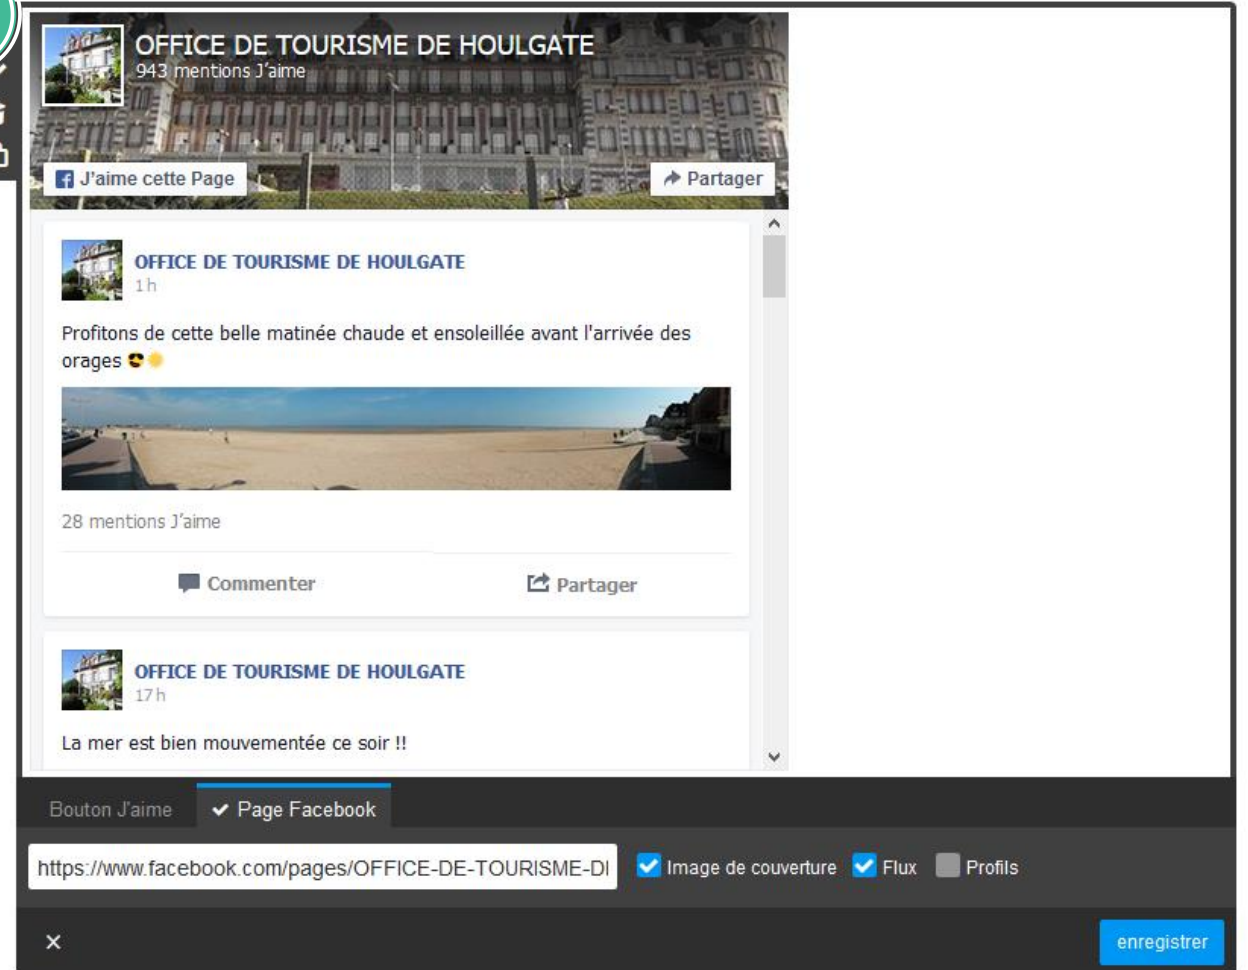 OFFICE DE TOURISME DE HOULGATE
943 mentions J'aime
J'aime cette Page
Partager
OFFICE DE TOURISME DE HOULGATE
1 h
Profitons de cette belle matinée chaude et ensoleillée avant l'arrivée des
orages 😎☀️
28 mentions J'aime
Commenter
Partager
OFFICE DE TOURISME DE HOULGATE
17 h
La mer est bien mouvementée ce soir !!
Bouton J'aime
Page Facebook
https://www.facebook.com/pages/OFFICE-DE-TOURISME-D
Image de couverture
Flux
Profils
enregistrer